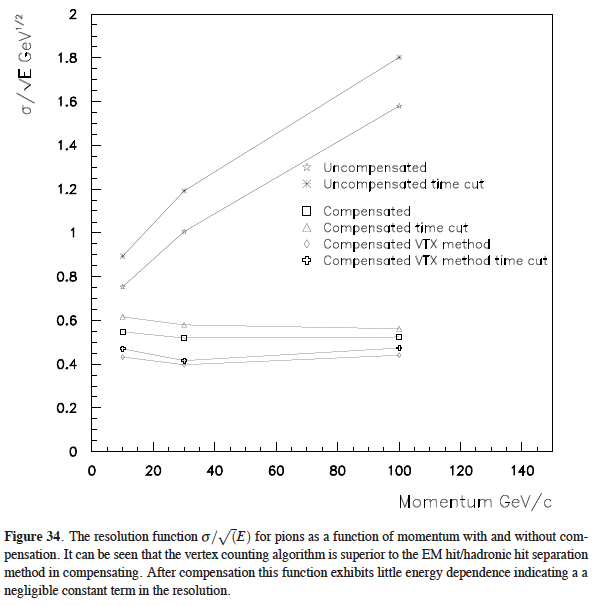 σ/√E GeV1/2
2
1.8
1.6
1.4
1.2
1
0.8
0.6
0.4
0.2
0
0 20 40 60 80 100 120 140
Momentum GeV/c
Uncompensated
Uncompensated time cut
Compensated
Compensated time cut
Compensated VTX method
Compensated VTX method time cut
Figure 34. The resolution function σ/√(E) for pions as a function of momentum with and without com-
pensation. It can be seen that the vertex counting algorithm is superior to the EM hit/hadronic hit separation
method in compensating. After compensation this function exhibits little energy dependence indicating a a
negligible constant term in the resolution.